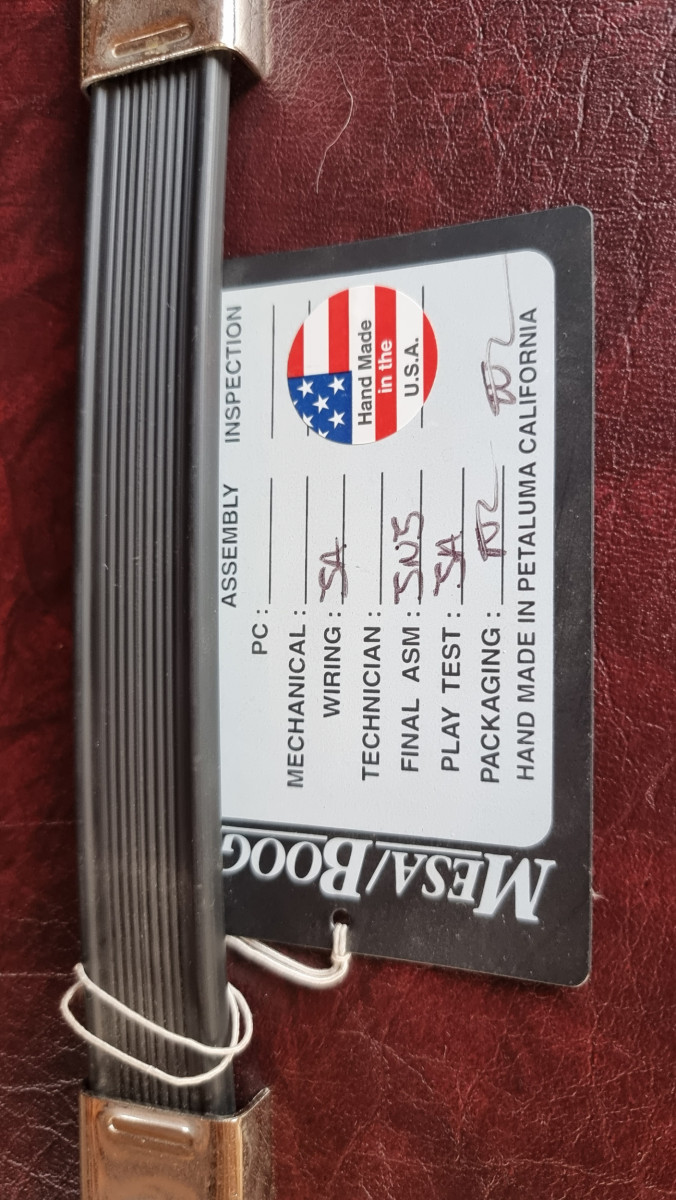 MESA/BOOG
ASSEMBLY INSPECTION
PC:
MECHANICAL:
WIRING: SA
TECHNICIAN:
FINAL ASM: SNS
PLAY TEST: SA
PACKAGING:
HAND MADE IN PETALUMA CALIFORNIA
Hand Made
in the
U.S.A.